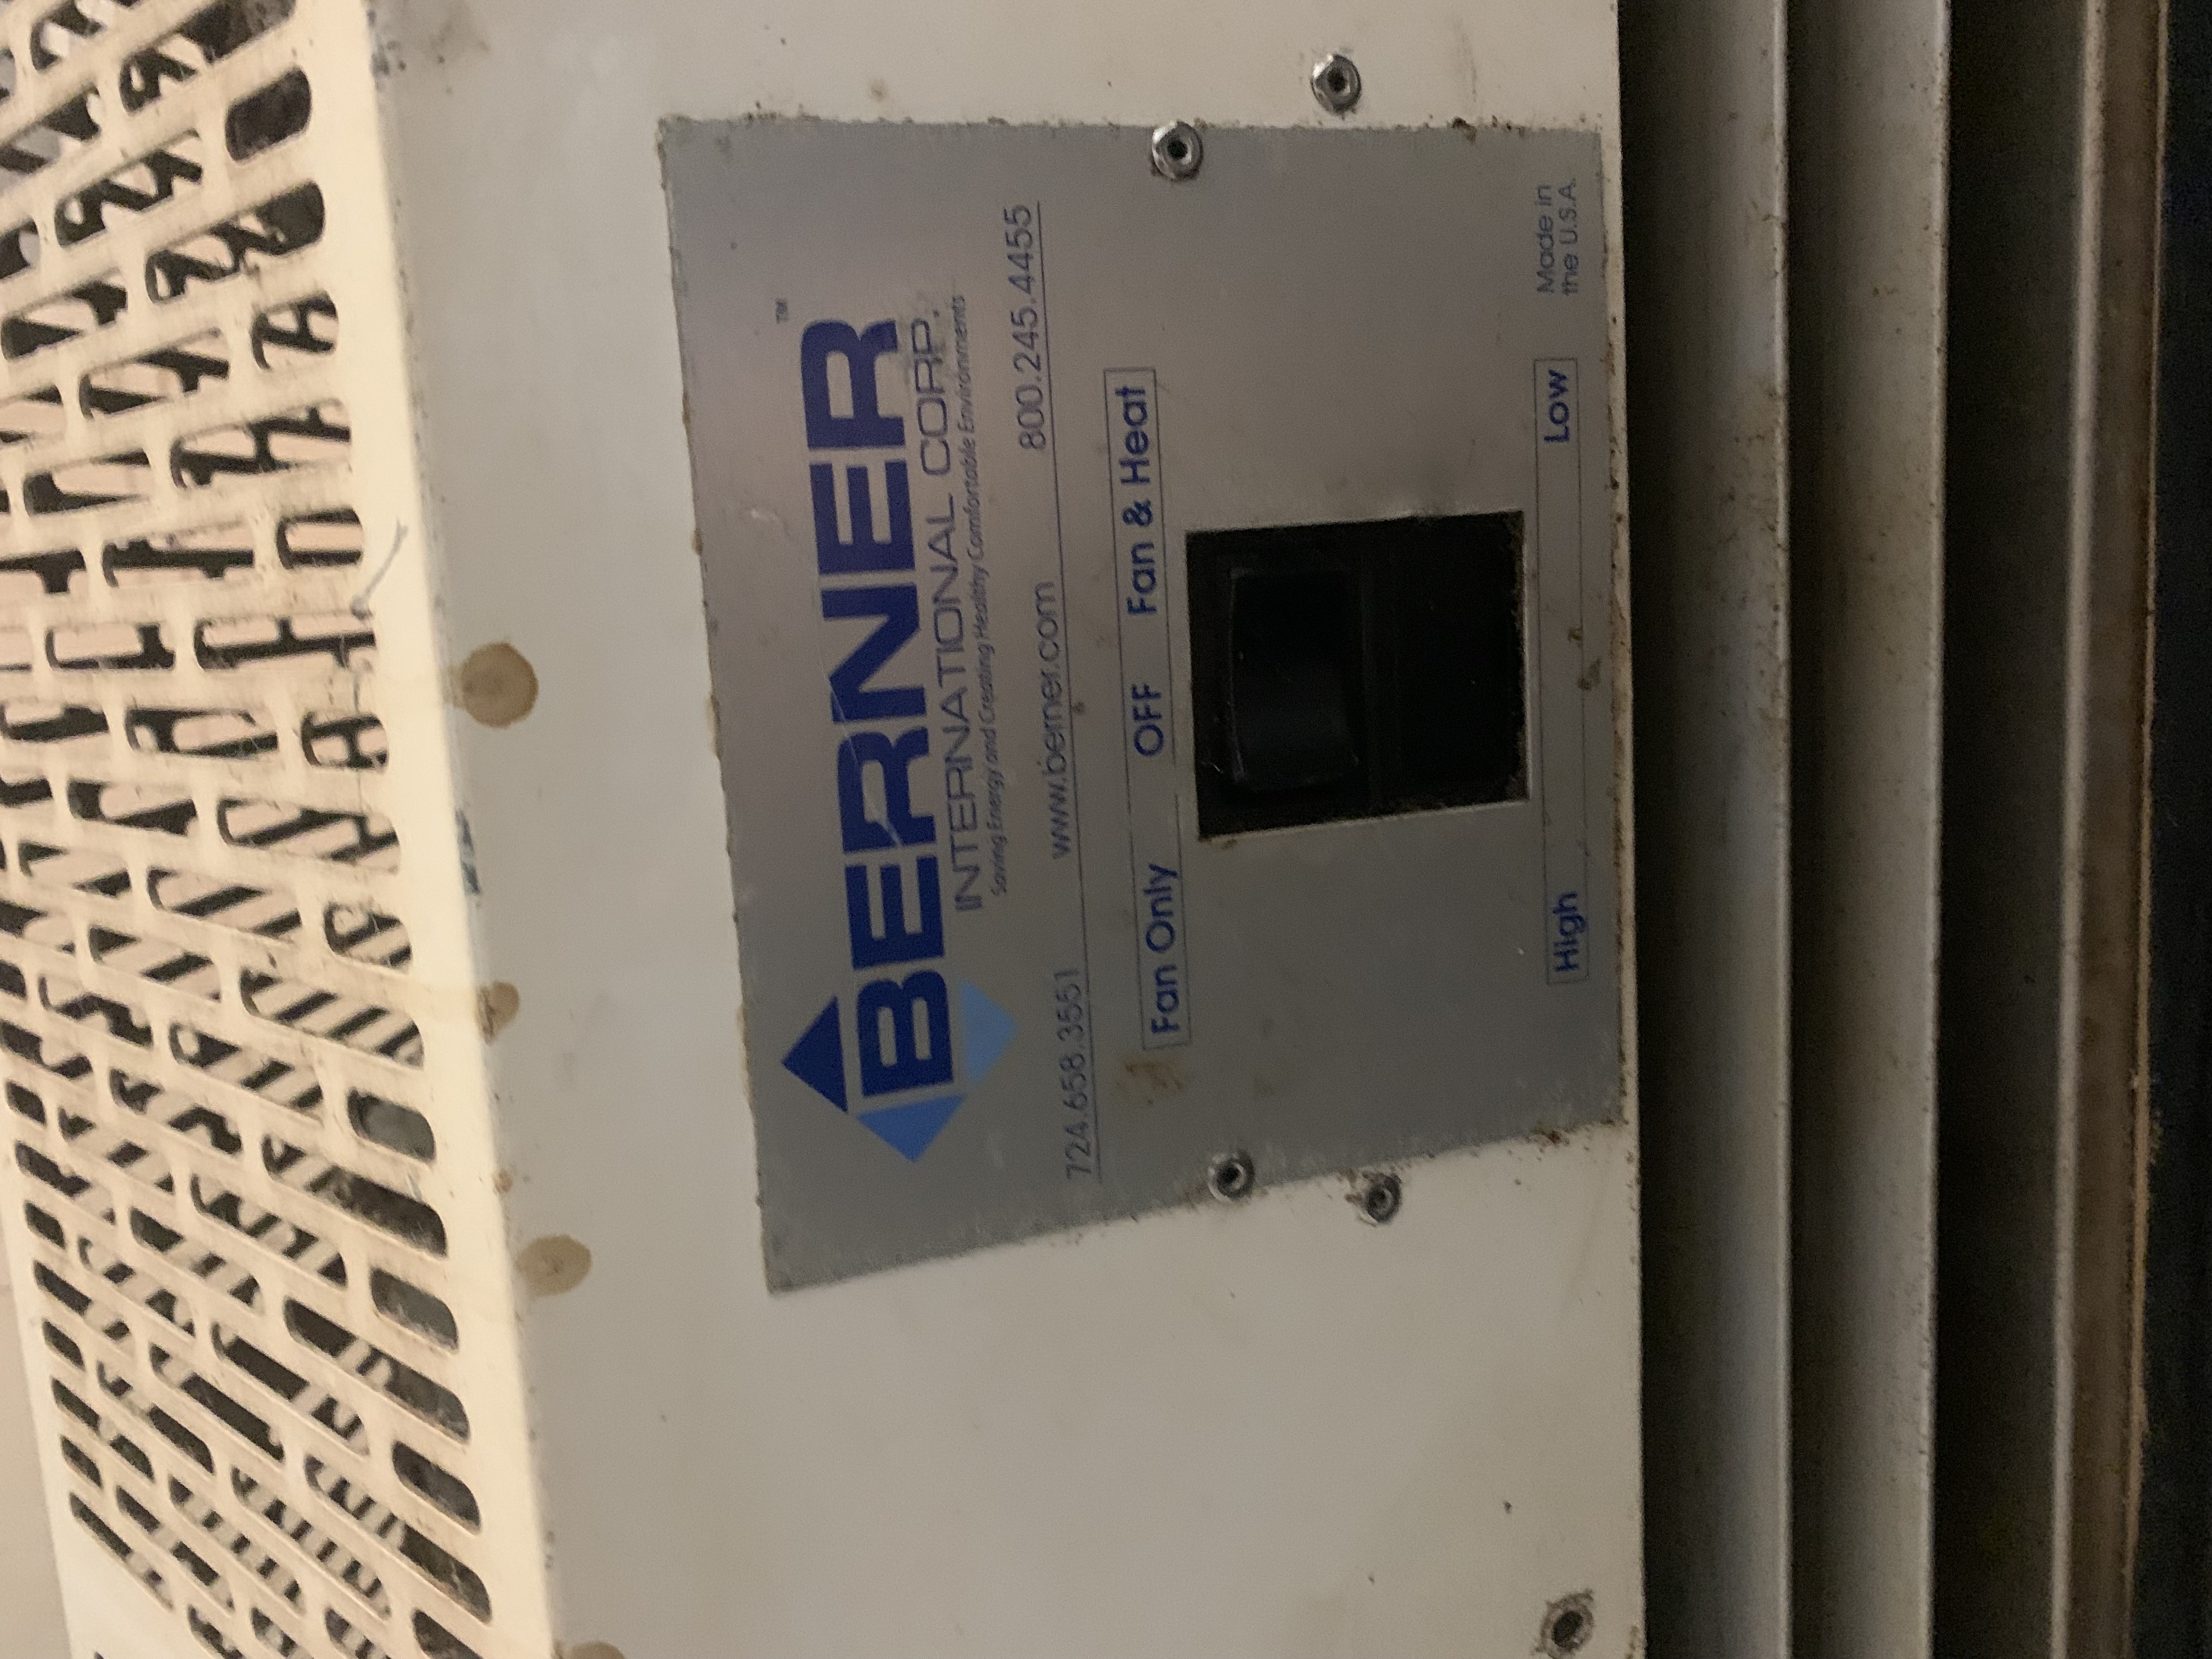 BERNER™
INTERNATIONAL CORP.
Saving Energy and Creating Healthy Comfortable Environments
724.658.3551 www.berner.com 800.245.4455
Fan Only OFF Fan & Heat
High Low
Made in
the U.S.A.